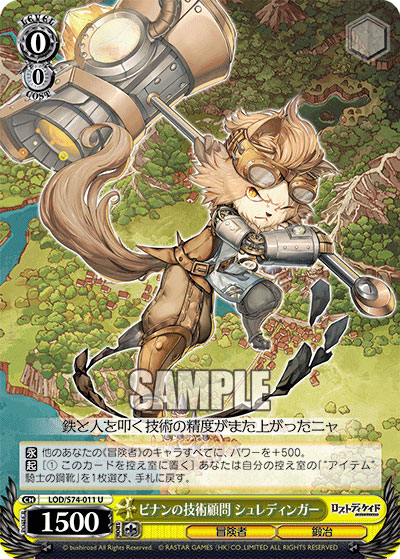 LEVEL
0
0
COST
SAMPLE
鉄と人を叩く技術の精度がまた上がったニャ
永 他のあなたの《冒険者》のキャラすべてに、パワーを+500。
起 [① このカードを控え室に置く] あなたは自分の控え室の「“アイテム”
騎士の鋼靴」を1枚選び、手札に戻す。
CH LOD/S74-011 U
1500
ビナンの技術顧問 シュレディンガー
ロストディケイド
冒険者 鍛冶
©bushiroad All Rights Reserved. © RASTAR GAMES (HK) CO.,LIMITED All Rights Reserved.